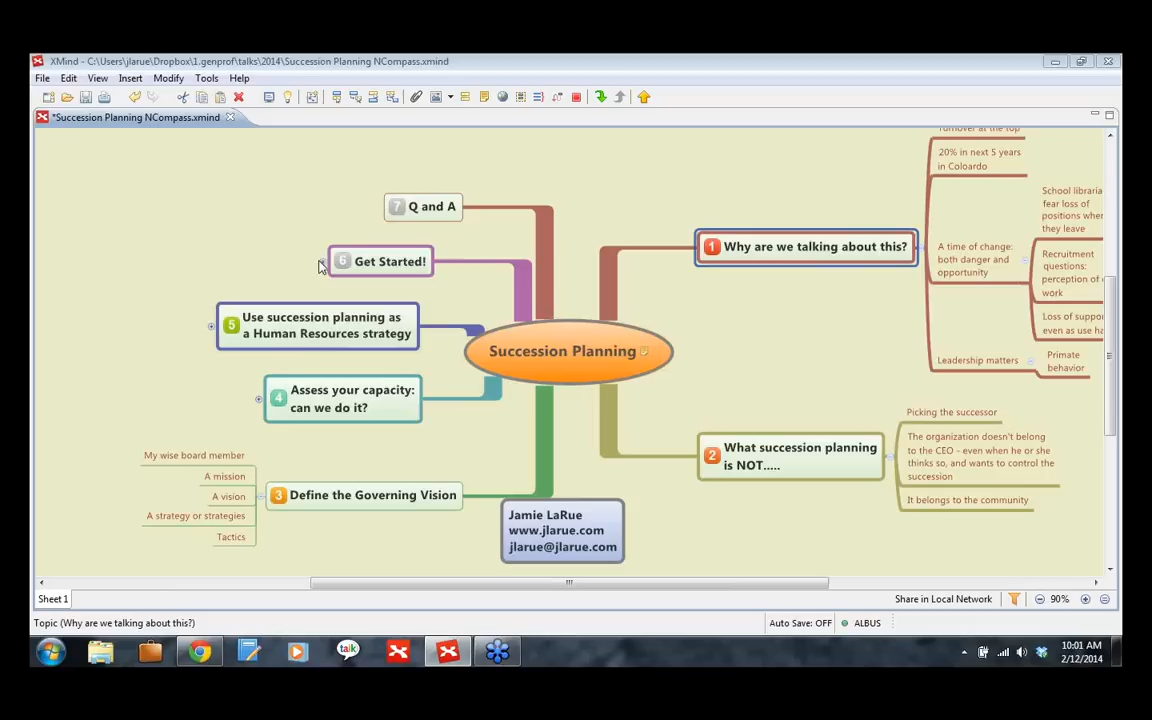 XMind - C:\Users\jlarue\Dropbox\1.genprof\talks\2014\Succession Planning NCompass.xmind
File Edit View Insert Modify Tools Help
*Succession Planning NCompass.xmind
7 Q and A
6 Get Started!
5 Use succession planning as
a Human Resources strategy
4 Assess your capacity:
can we do it?
My wise board member
A mission
A vision
A strategy or strategies
Tactics
3 Define the Governing Vision
Succession Planning
Jamie LaRue
www.jlarue.com
jlarue@jlarue.com
1 Why are we talking about this?
Turnover at the top
20% in next 5 years
in Coloardo
A time of change:
both danger and
opportunity
School libraria
fear loss of
positions when
they leave
Recruitment
questions:
perception of
work
Loss of suppo
even as use ha
Leadership matters
Primate
behavior
2 What succession planning
is NOT.....
Picking the successor
The organization doesn't belong
to the CEO - even when he or she
thinks so, and wants to control the
succession
It belongs to the community
Sheet 1
Share in Local Network
90%
Topic (Why are we talking about this?)
Auto Save: OFF
ALBUS
talk
10:01 AM
2/12/2014